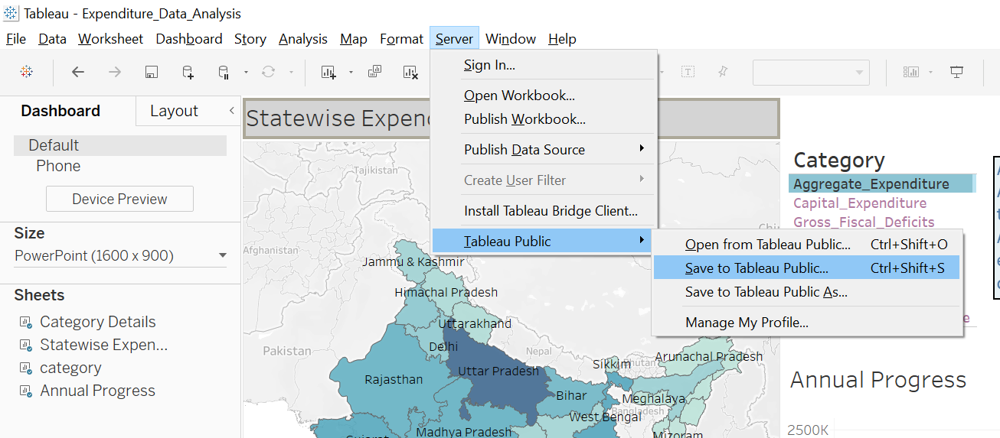 Tableau - Expenditure_Data_Analysis
File Data Worksheet Dashboard Story Analysis Map Format Server Window Help
Dashboard
Layout
Default
Phone
Device Preview
Size
PowerPoint (1600 x 900)
Sheets
Category Details
Statewise Expen...
category
Annual Progress
Statewise Expen
Sign In...
Open Workbook...
Publish Workbook...
Publish Data Source
Create User Filter
Install Tableau Bridge Client...
Tableau Public
Open from Tableau Public... Ctrl+Shift+O
Save to Tableau Public... Ctrl+Shift+S
Save to Tableau Public As...
Manage My Profile...
Category
Aggregate_Expenditure
Capital_Expenditure
Gross_Fiscal_Deficits
Annual Progress
2500K
Tajikistan
Afghanistan
Jammu & Kashmir
Himachal Pradesh
Uttarakhand
Pakistan
Delhi
Nepal
Sikkim
Bhutan
Arunachal Pradesh
Rajasthan
Uttar Pradesh
Bihar
Meghalaya
Bangladesh
West Bengal
Madhya Pradesh
Mizoram
Gujarat